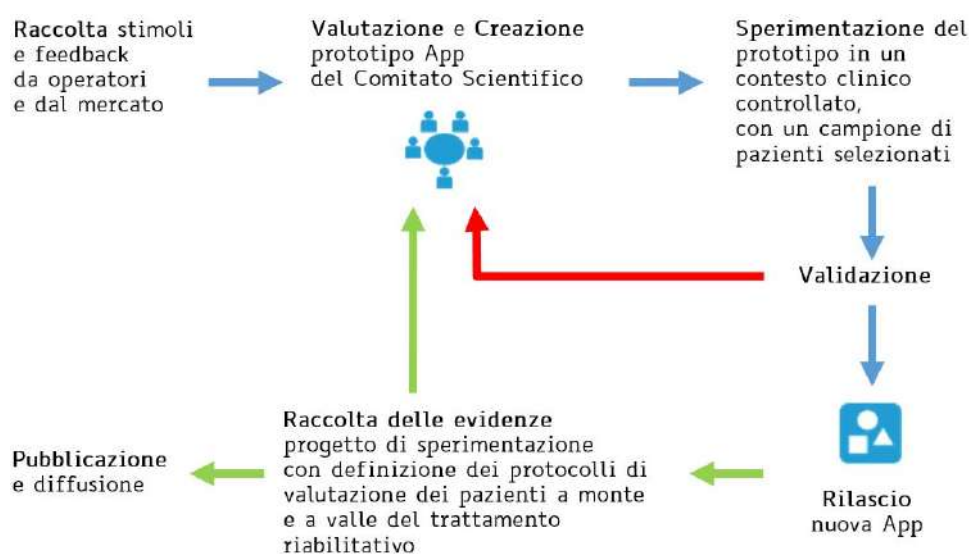 Raccolta stimoli
e feedback
da operatori
e dal mercato
Valutazione e Creazione
prototipo App
del Comitato Scientifico
Sperimentazione del
prototipo in un
contesto clinico
controllato,
con un campione di
pazienti selezionati
Validazione
Rilascio
nuova App
Raccolta delle evidenze
progetto di sperimentazione
con definizione dei protocolli di
valutazione dei pazienti a monte
e a valle del trattamento
riabilitativo
Pubblicazione
e diffusione